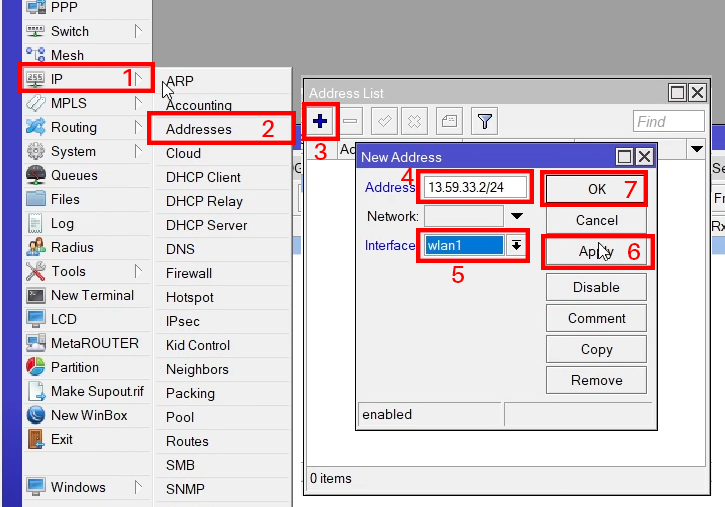 PPP
Switch
Mesh
IP 1
MPLS
Routing
System
Queues
Files
Log
Radius
Tools
New Terminal
LCD
MetaROUTER
Partition
Make Supout.rif
New WinBox
Exit
Windows
ARP
Accounting
Addresses 2
Cloud
DHCP Client
DHCP Relay
DHCP Server
DNS
Firewall
Hotspot
IPsec
Kid Control
Neighbors
Packing
Pool
Routes
SMB
SNMP
Address List
Find
3
New Address
4
Address 13.59.33.2/24
Network:
Interface wlan1
5
OK 7
Cancel
Apply 6
Disable
Comment
Copy
Remove
enabled
0 items